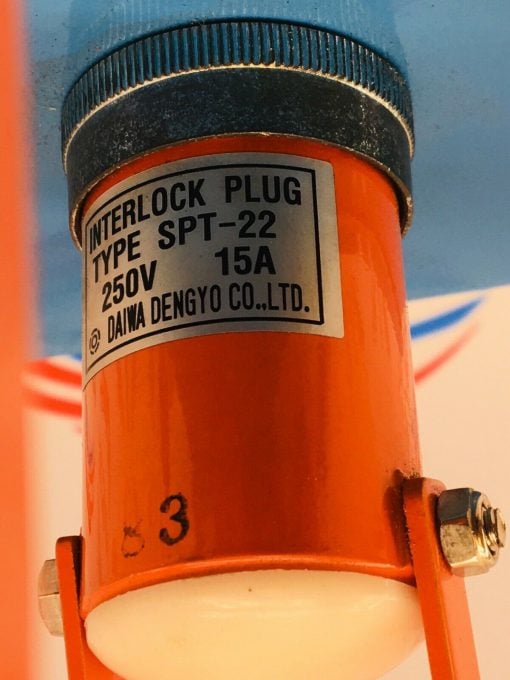 INTERLOCK PLUG
TYPE SPT-22
250V 15A
DAIWA DENGYO CO.,LTD.
3